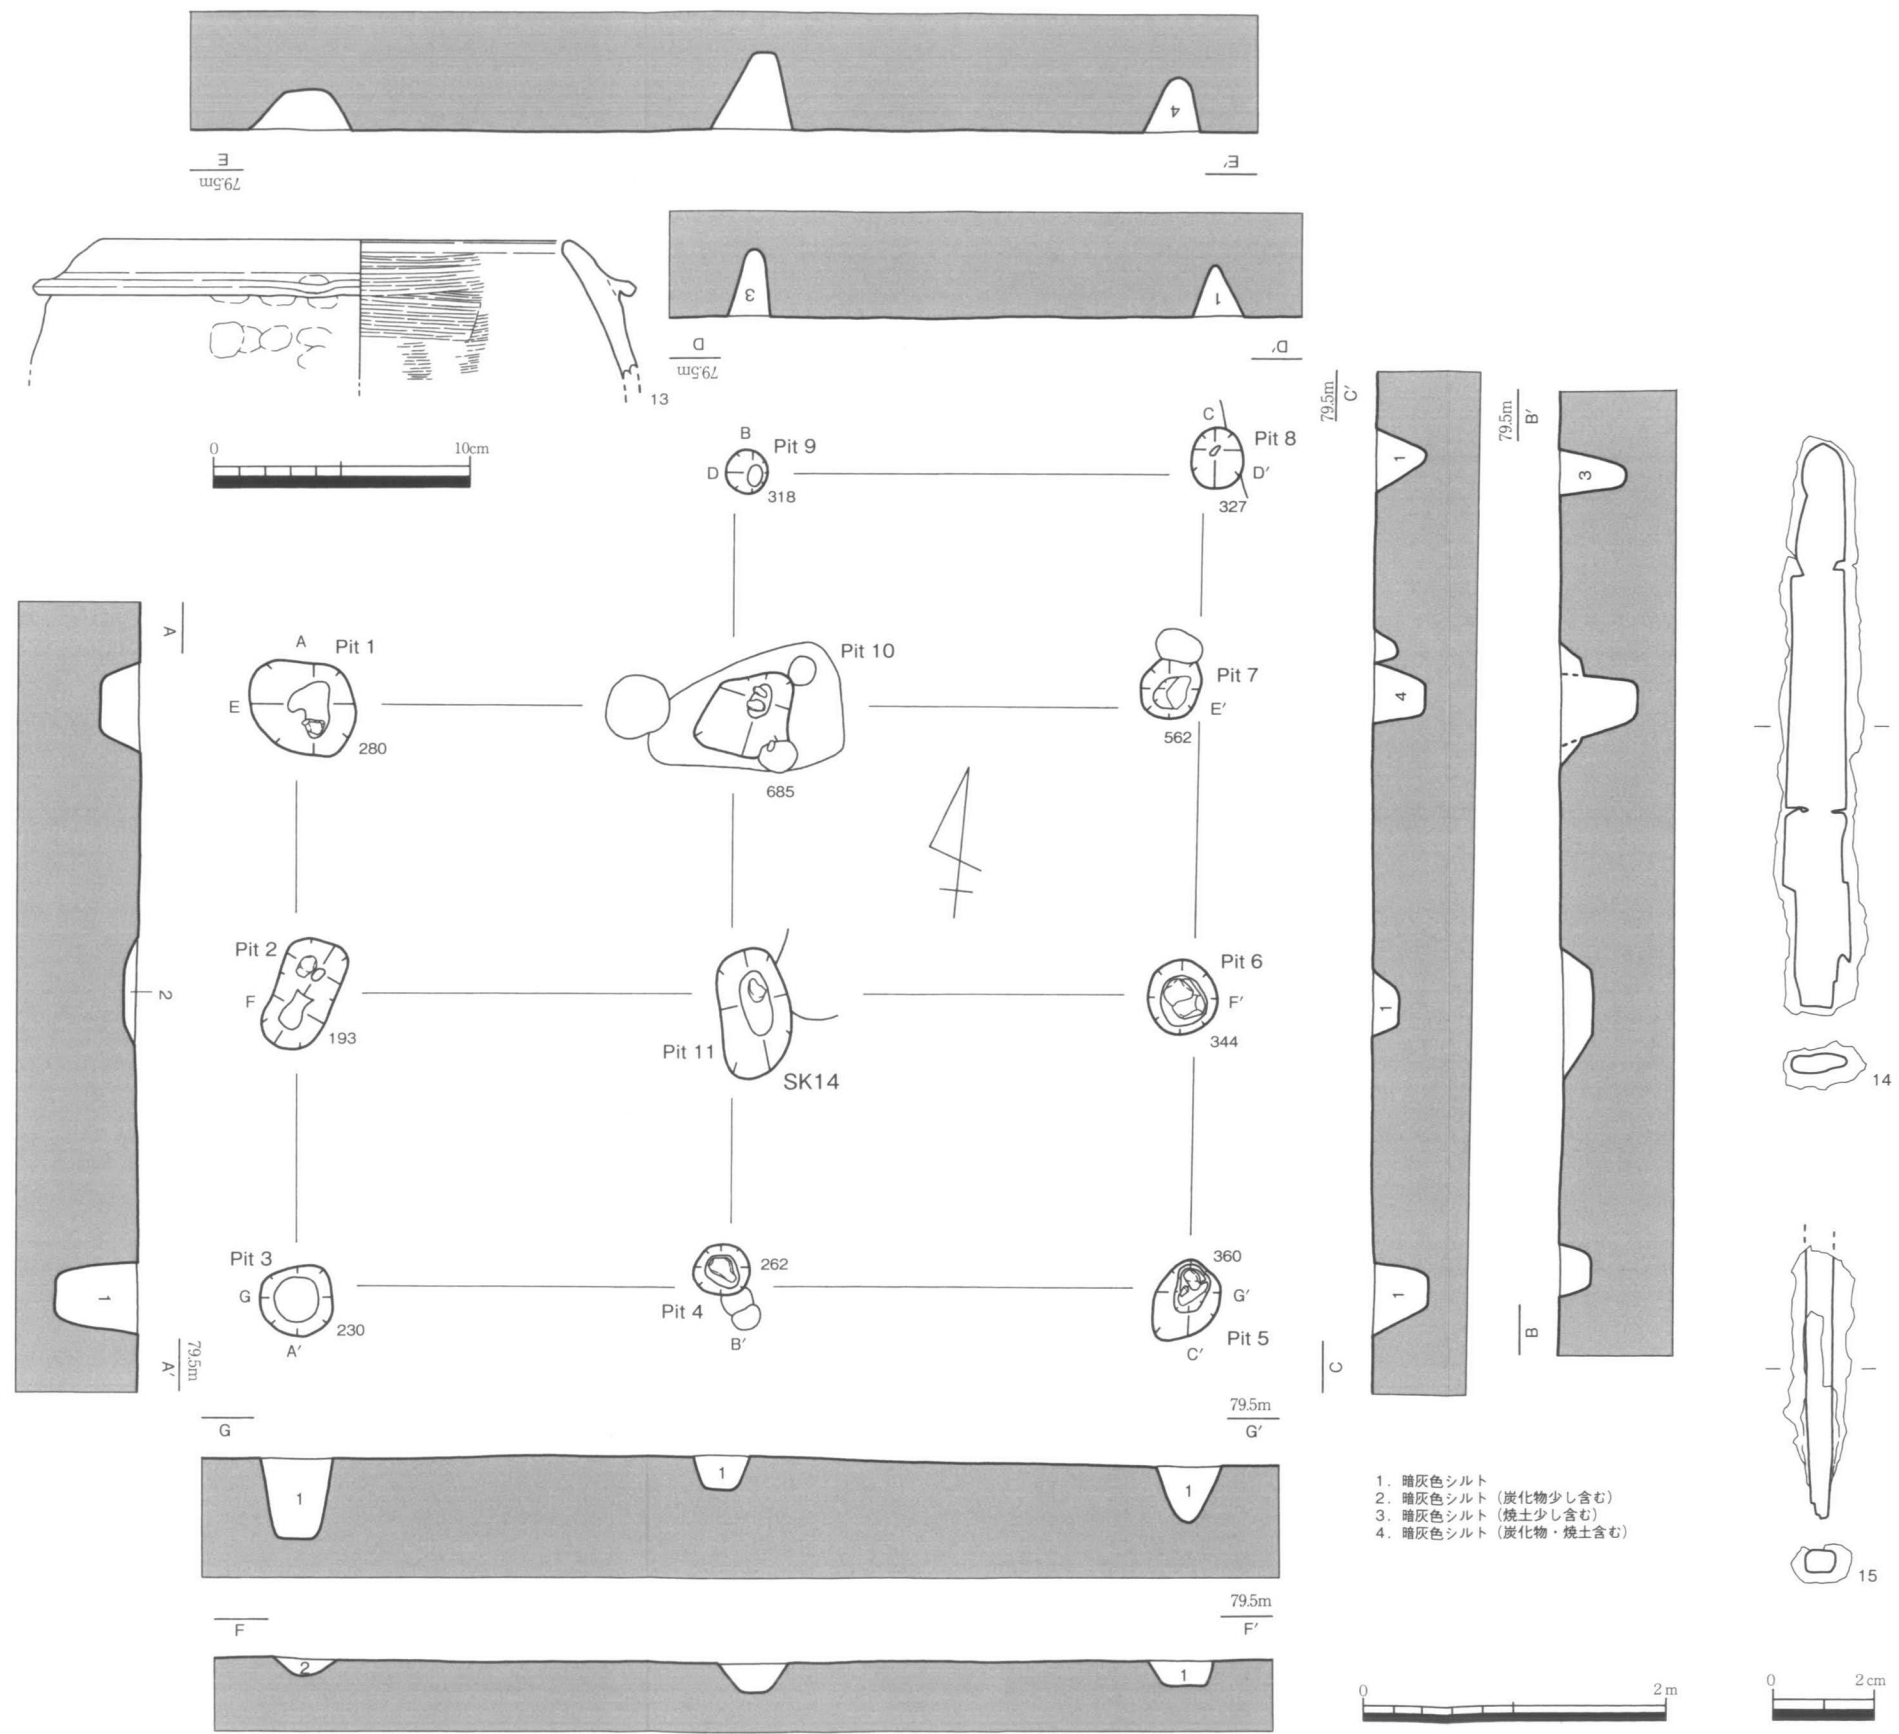 4
E
79.5m
E′
3
1
D
79.5m
D′
13
0 10cm
B
Pit 9
D
318
C
Pit 8
D′
327
79.5m
C′
1
4
1
1
C
79.5m
B′
3
B
A
2
1
79.5m
A′
A
Pit 1
E
280
Pit 10
685
Pit 7
E′
562
Pit 2
F
193
Pit 11
SK14
Pit 6
F′
344
Pit 3
G
230
A′
262
Pit 4
B′
360
G′
Pit 5
C′
14
15
G
79.5m
G′
1
1
1
1. 暗灰色シルト
2. 暗灰色シルト（炭化物少し含む）
3. 暗灰色シルト（焼土少し含む）
4. 暗灰色シルト（炭化物・焼土含む）
F
79.5m
F′
2
1
0 2m
0 2cm